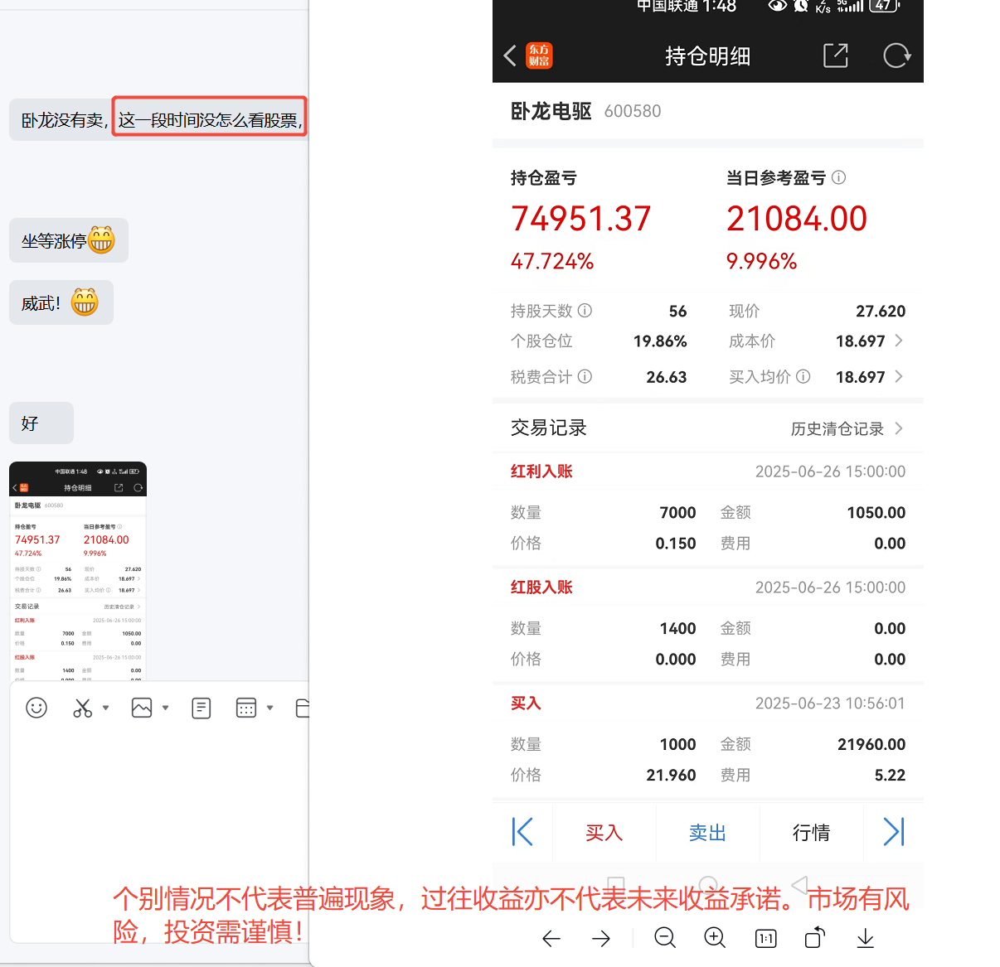 卧龙没有卖，这一段时间没怎么看股票，
坐等涨停
威武！
好
中国联通 1:48
持仓明细
卧龙电驱 600580
持仓盈亏 当日参考盈亏
74951.37 21084.00
47.724% 9.996%
持股天数 56 现价 27.620
个股仓位 19.86% 成本价 18.697
税费合计 26.63 买入均价 18.697
交易记录 历史清仓记录
红利入账 2025-06-26 15:00:00
数量 7000 金额 1050.00
价格 0.150 费用 0.00
红股入账 2025-06-26 15:00:00
数量 1400 金额 0.00
中国联通 1:48 K/s 5G 47
东方财富 持仓明细
卧龙电驱 600580
持仓盈亏 当日参考盈亏
74951.37 21084.00
47.724% 9.996%
持股天数 56 现价 27.620
个股仓位 19.86% 成本价 18.697
税费合计 26.63 买入均价 18.697
交易记录 历史清仓记录
红利入账 2025-06-26 15:00:00
数量 7000 金额 1050.00
价格 0.150 费用 0.00
红股入账 2025-06-26 15:00:00
数量 1400 金额 0.00
价格 0.000 费用 0.00
买入 2025-06-23 10:56:01
数量 1000 金额 21960.00
价格 21.960 费用 5.22
买入 卖出 行情
个别情况不代表普遍现象，过往收益亦不代表未来收益承诺。市场有风
险，投资需谨慎！
1:1